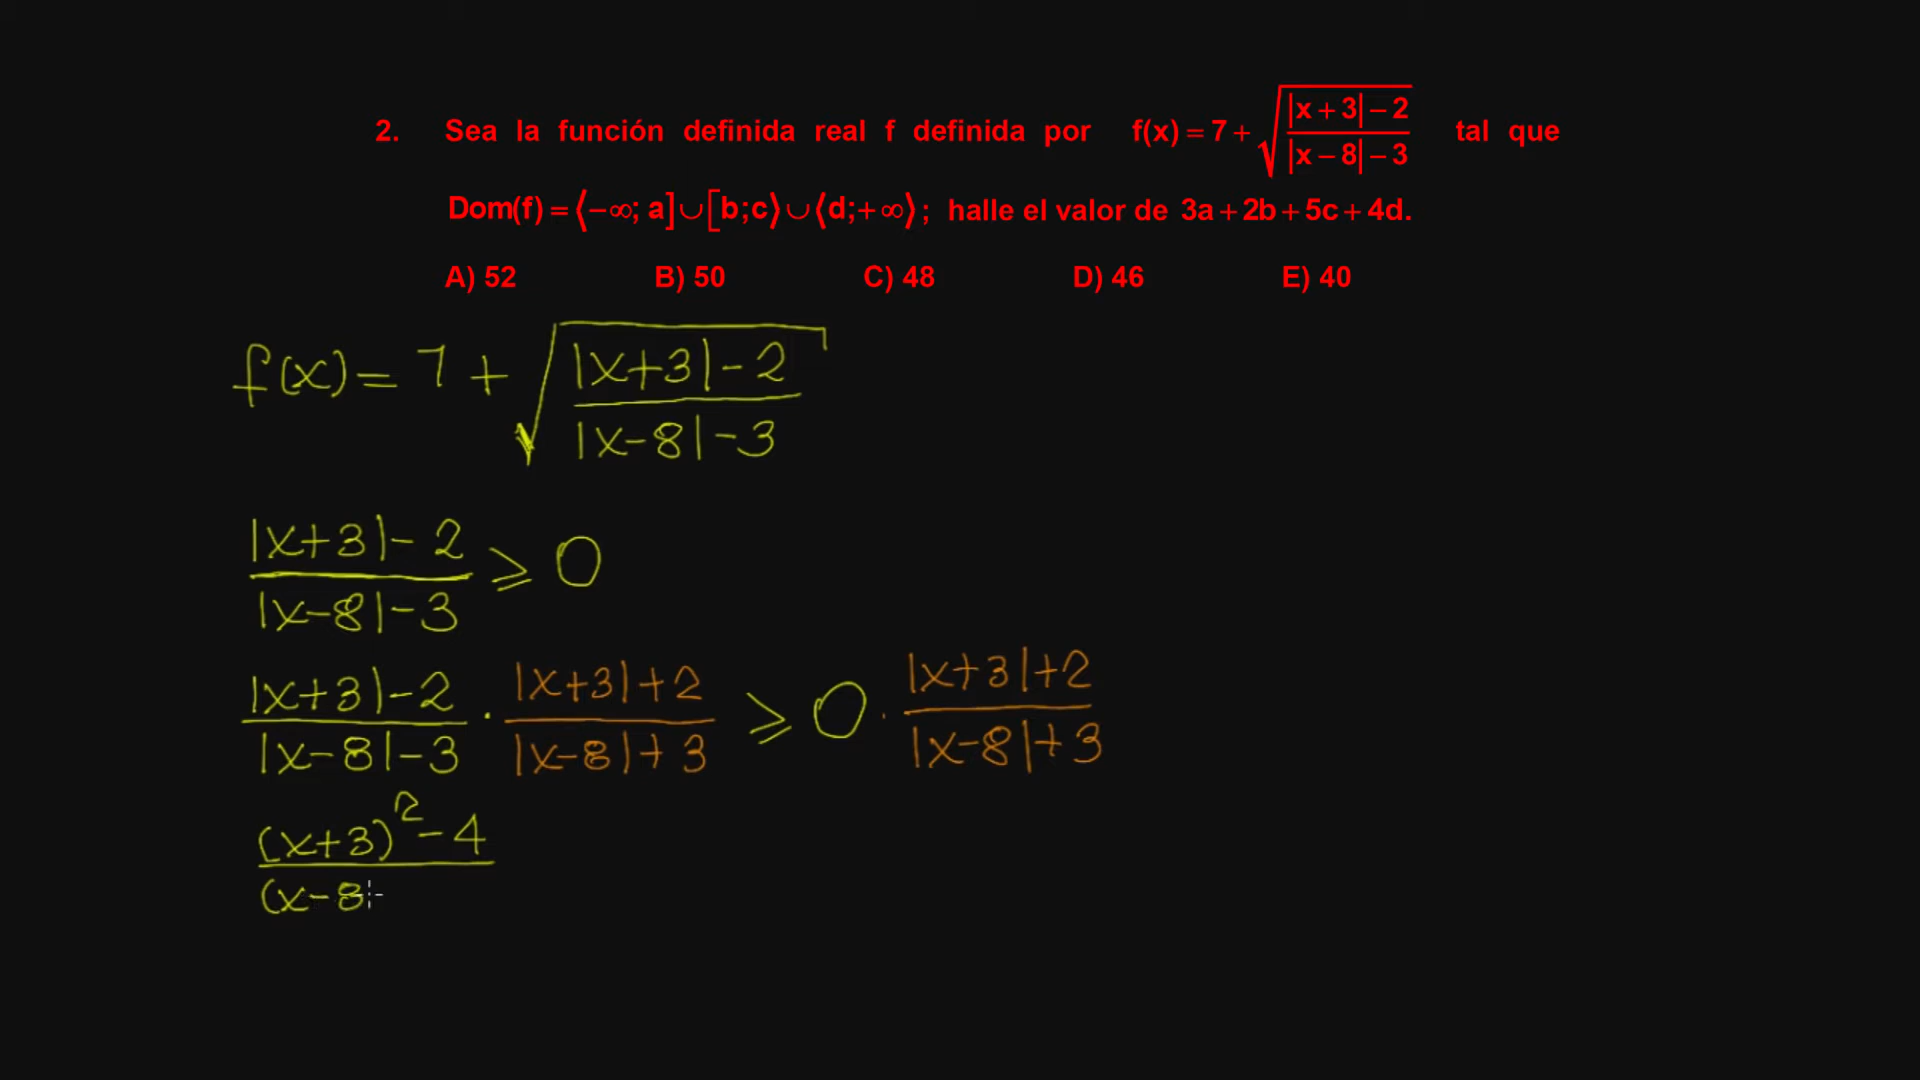 2. Sea la función definida real f definida por f(x) = 7 + √((|x + 3| – 2)/(|x – 8| – 3)) tal que
Dom(f) = ⟨–∞; a] ∪ [b;c⟩ ∪ ⟨d;+∞⟩; halle el valor de 3a + 2b + 5c + 4d.
A) 52 B) 50 C) 48 D) 46 E) 40
f(x) = 7 + √((|x+3| - 2)/(|x-8| - 3))
(|x+3| - 2)/(|x-8| - 3) ≥ 0
(|x+3| - 2)/(|x-8| - 3) · (|x+3| + 2)/(|x-8| + 3) ≥ 0 · (|x+3| + 2)/(|x-8| + 3)
(x+3)² - 4
(x-8